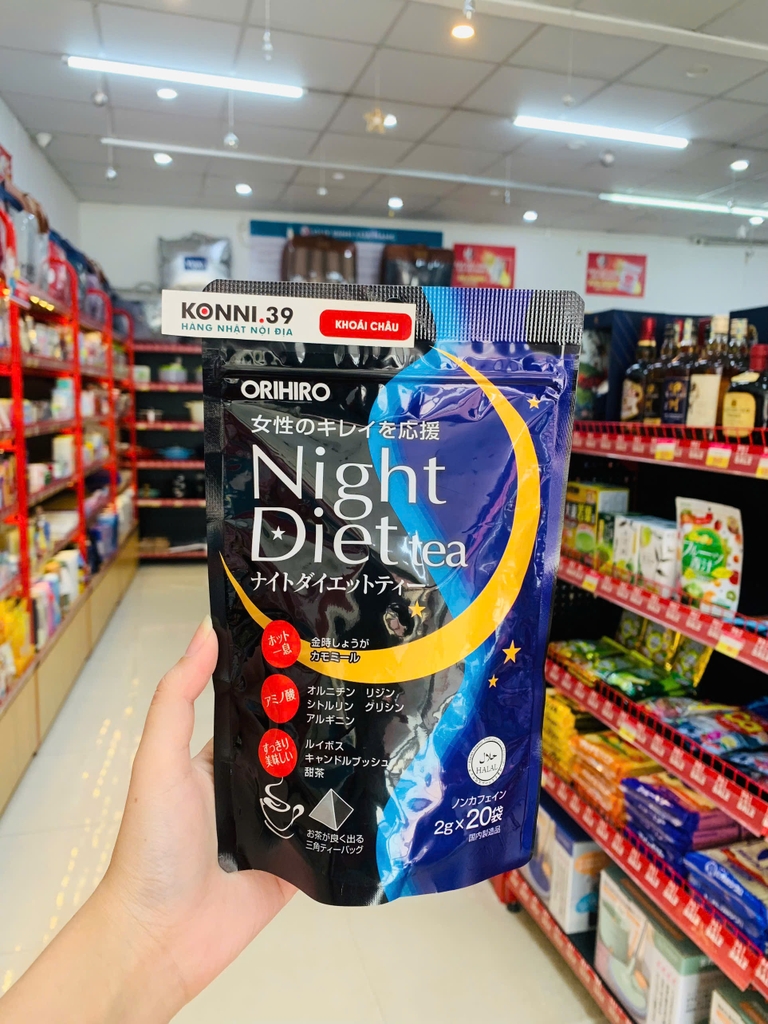 KONNI.39
HÀNG NHẬT NỘI ĐỊA
KHOÁI CHÂU
ORIHIRO
女性のキレイを応援
Night
Diet tea
ナイトダイエットティー
ホット
一息
金時しょうが
カモミール
アミノ酸
オルニチン リジン
シトルリン グリシン
アルギニン
すっきり
美味しい
ルイボス
キャンドルブッシュ
甜茶
お茶が良く出る
三角ティーバッグ
حلال
HALAL
ノンカフェイン
2g×20袋
国内製造品